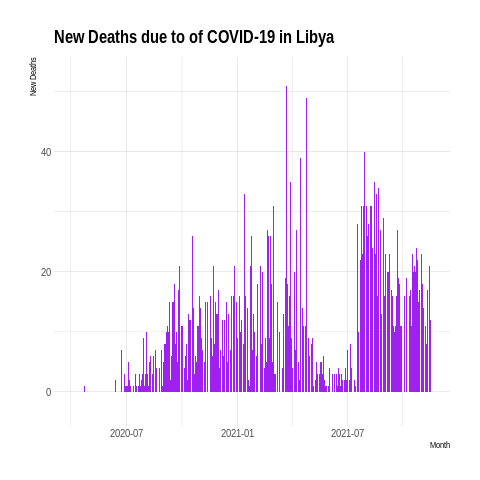 New Deaths due to of COVID-19 in Libya
New Deaths
40
20
0
2020-07
2021-01
2021-07
Month